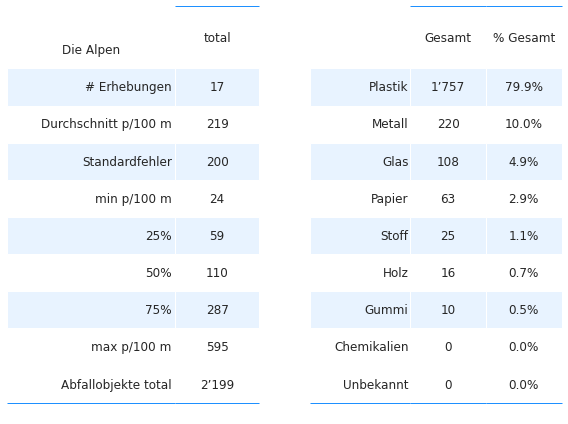 total
Die Alpen
# Erhebungen 17
Durchschnitt p/100 m 219
Standardfehler 200
min p/100 m 24
25% 59
50% 110
75% 287
max p/100 m 595
Abfallobjekte total 2’199
Gesamt % Gesamt
Plastik 1’757 79.9%
Metall 220 10.0%
Glas 108 4.9%
Papier 63 2.9%
Stoff 25 1.1%
Holz 16 0.7%
Gummi 10 0.5%
Chemikalien 0 0.0%
Unbekannt 0 0.0%